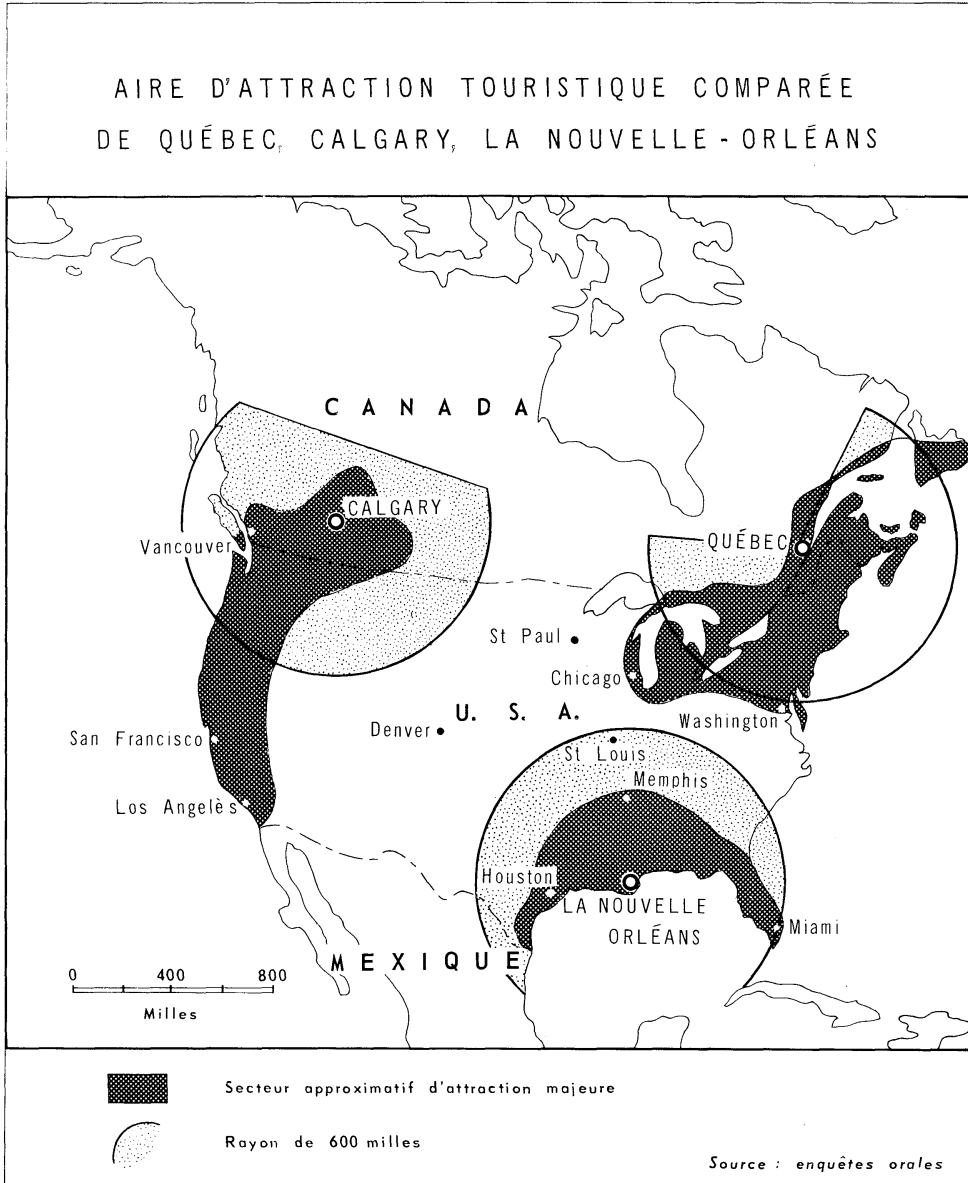 AIRE D'ATTRACTION TOURISTIQUE COMPARÉE
DE QUÉBEC, CALGARY, LA NOUVELLE-ORLÉANS
CANADA
CALGARY
Vancouver
QUÉBEC
St Paul
Chicago
U. S. A.
Washington
Denver
San Francisco
St Louis
Memphis
Los Angelès
Houston
LA NOUVELLE
ORLÉANS
Miami
MEXIQUE
0 400 800
Milles
Secteur approximatif d'attraction majeure
Rayon de 600 milles
Source : enquêtes orales